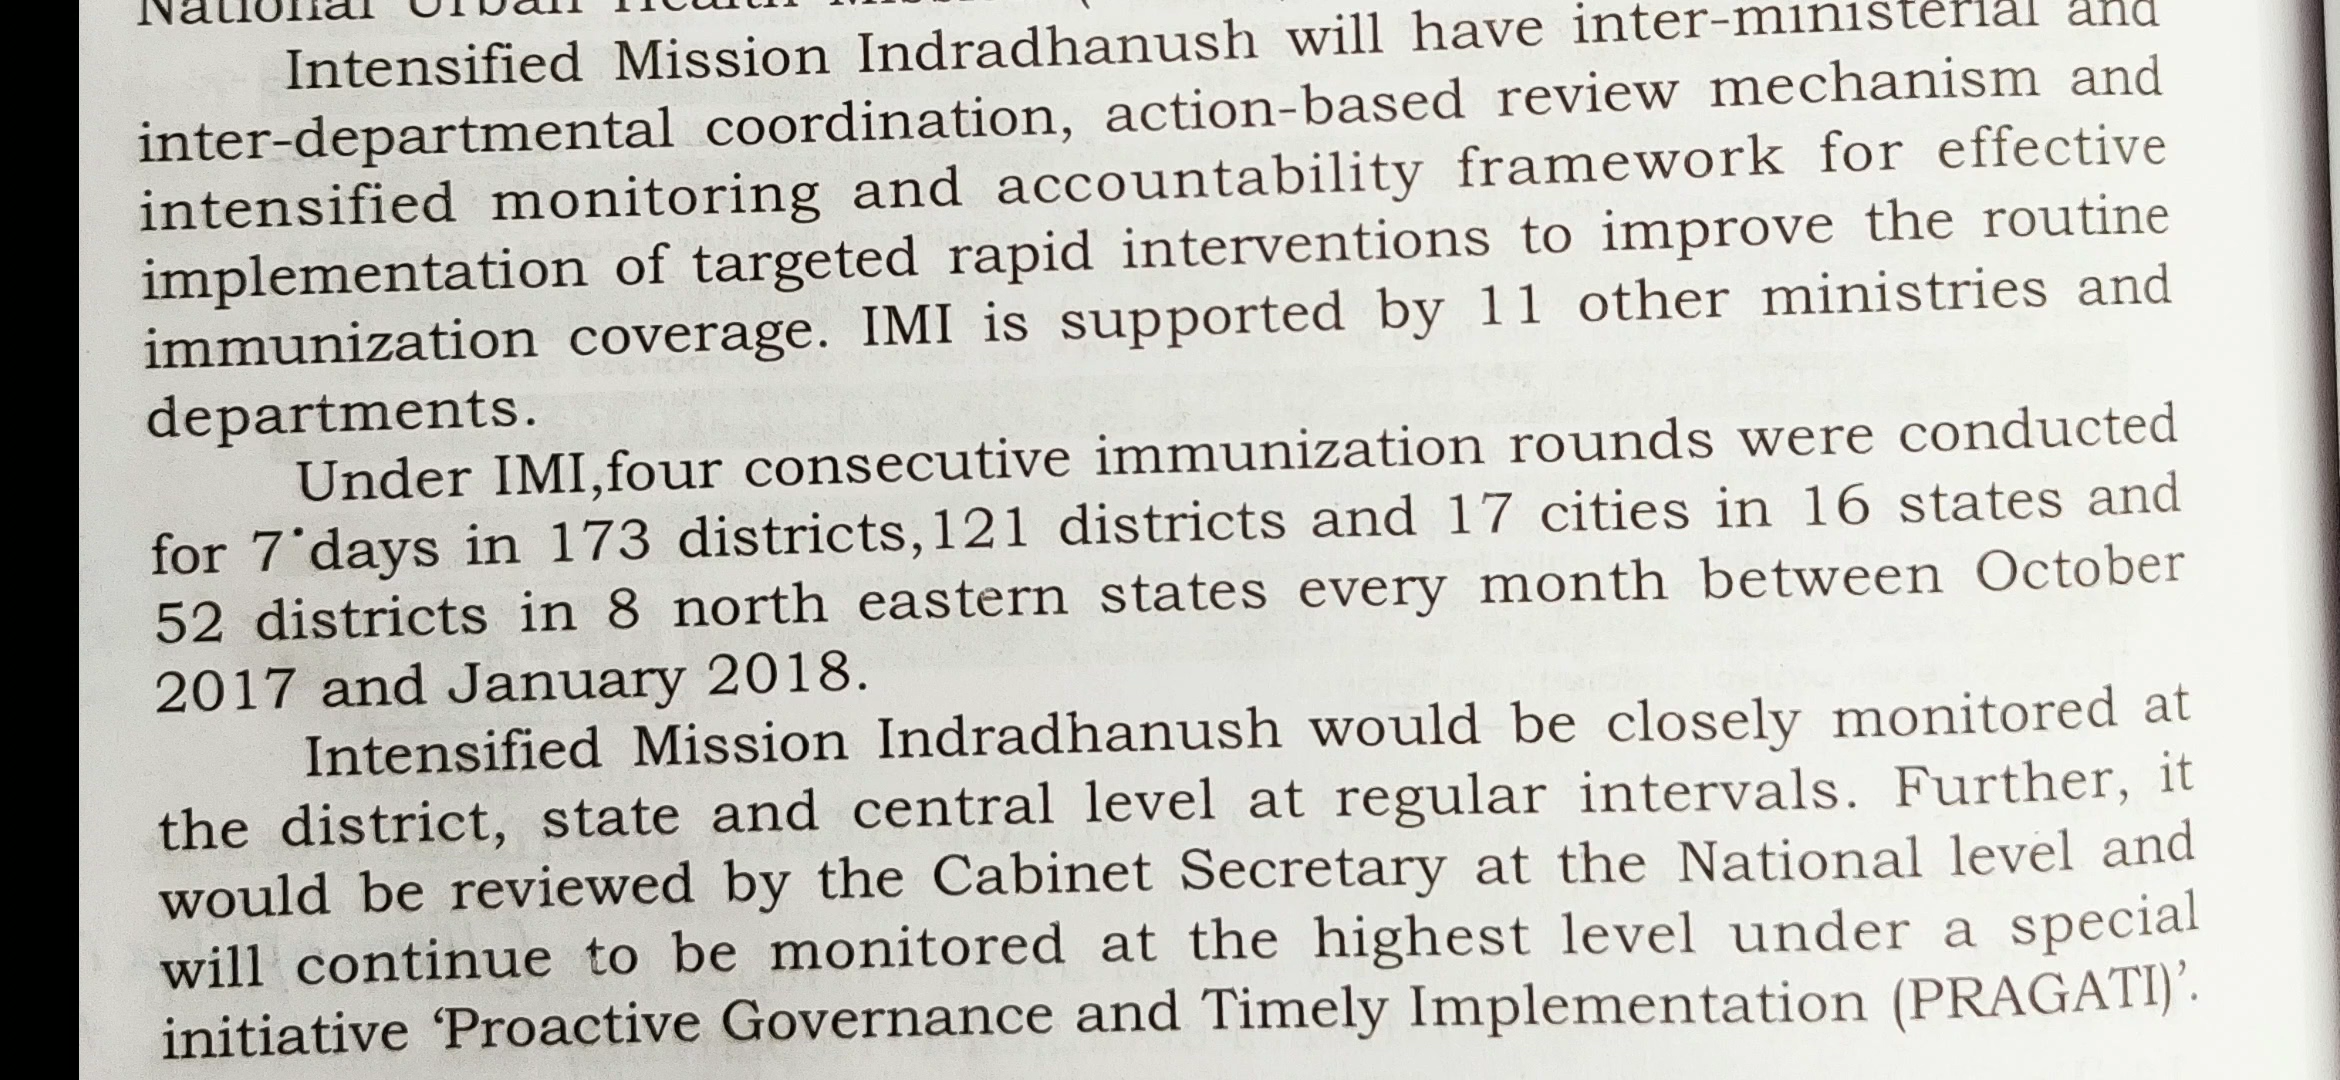 National Urban Health
Intensified Mission Indradhanush will have inter-ministerial and
inter-departmental coordination, action-based review mechanism and
intensified monitoring and accountability framework for effective
implementation of targeted rapid interventions to improve the routine
immunization coverage. IMI is supported by 11 other ministries and
departments.
Under IMI,four consecutive immunization rounds were conducted
for 7 days in 173 districts,121 districts and 17 cities in 16 states and
52 districts in 8 north eastern states every month between October
2017 and January 2018.
Intensified Mission Indradhanush would be closely monitored at
the district, state and central level at regular intervals. Further, it
would be reviewed by the Cabinet Secretary at the National level and
will continue to be monitored at the highest level under a special
initiative ‘Proactive Governance and Timely Implementation (PRAGATI)’.